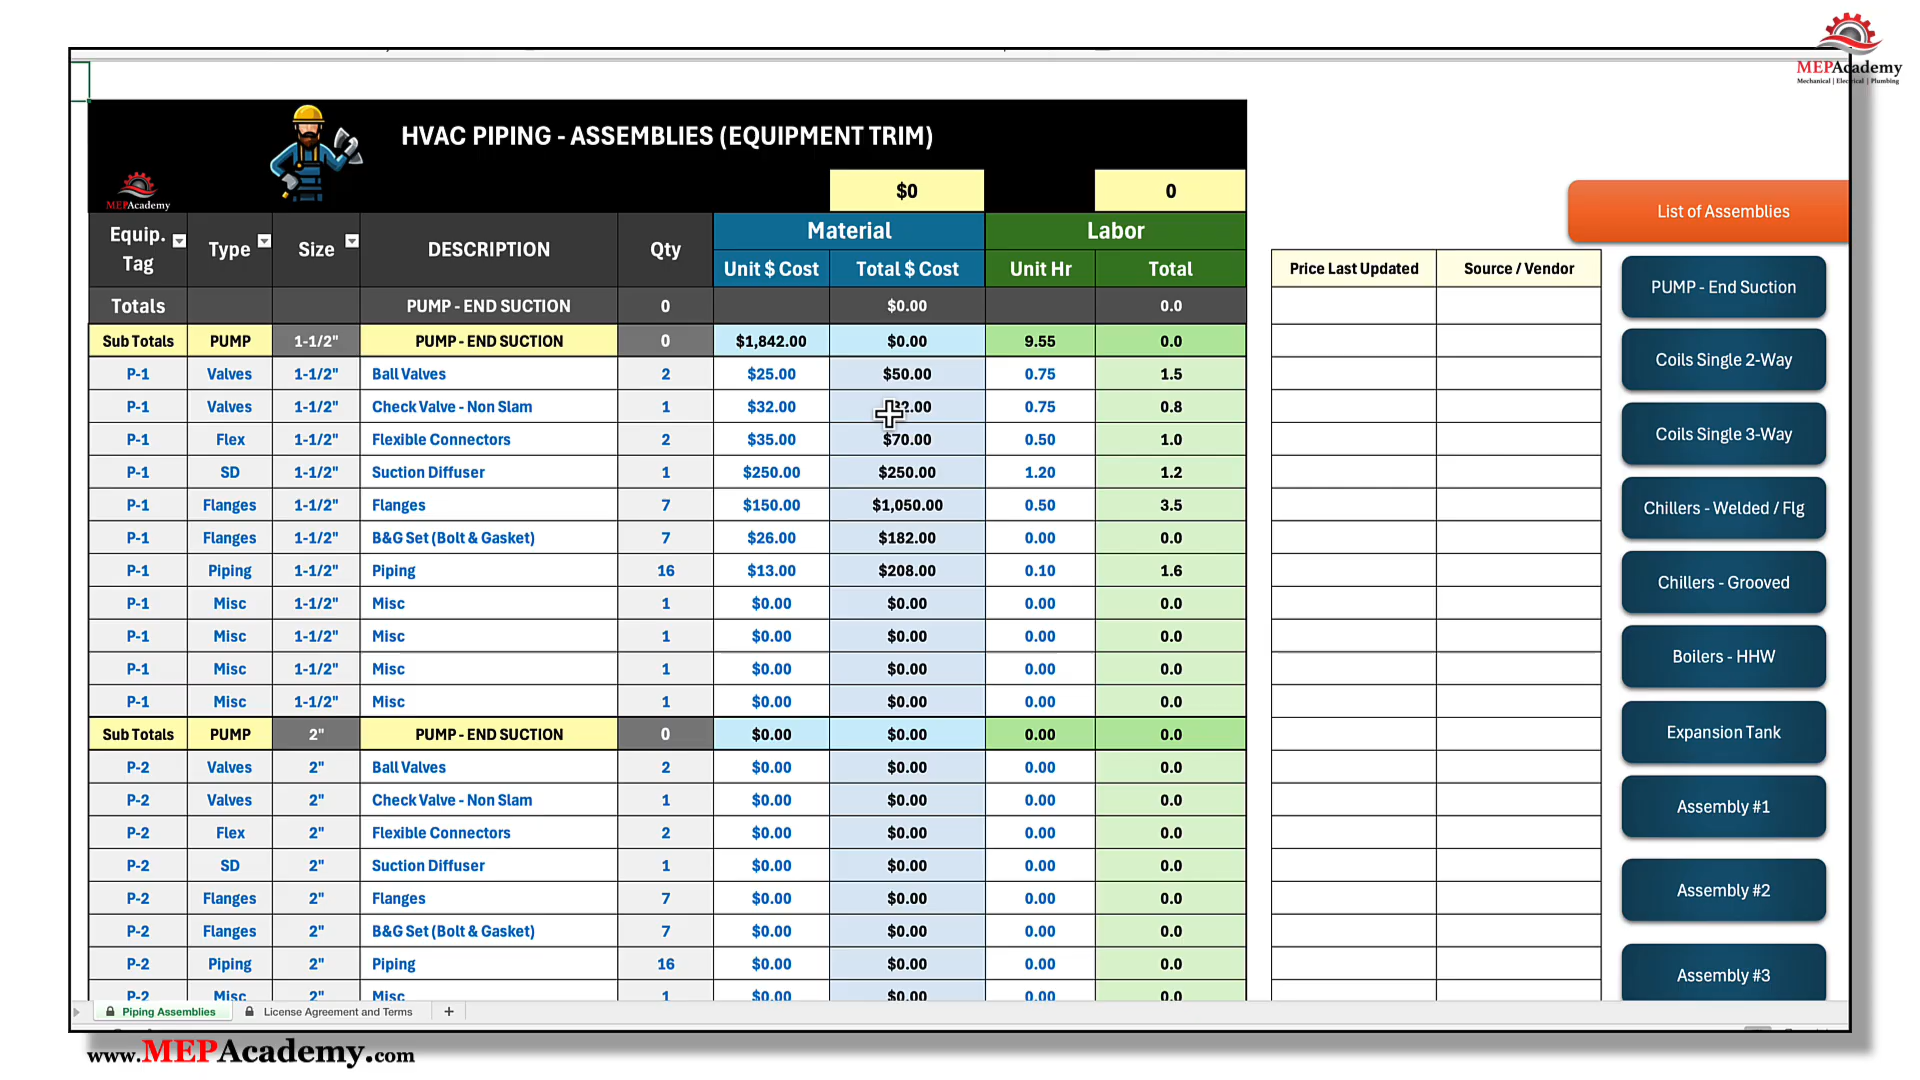 MEPAcademy
Mechanical | Electrical | Plumbing
HVAC PIPING - ASSEMBLIES (EQUIPMENT TRIM)
MEPAcademy
$0 0
List of Assemblies
Equip. Tag Type Size DESCRIPTION Qty Material Labor
Unit $ Cost Total $ Cost Unit Hr Total Price Last Updated Source / Vendor
Totals PUMP - END SUCTION 0 $0.00 0.0
Sub Totals PUMP 1-1/2" PUMP - END SUCTION 0 $1,842.00 $0.00 9.55 0.0
P-1 Valves 1-1/2" Ball Valves 2 $25.00 $50.00 0.75 1.5
P-1 Valves 1-1/2" Check Valve - Non Slam 1 $32.00 0.75 0.8
P-1 Flex 1-1/2" Flexible Connectors 2 $35.00 $70.00 0.50 1.0
P-1 SD 1-1/2" Suction Diffuser 1 $250.00 $250.00 1.20 1.2
P-1 Flanges 1-1/2" Flanges 7 $150.00 $1,050.00 0.50 3.5
P-1 Flanges 1-1/2" B&G Set (Bolt & Gasket) 7 $26.00 $182.00 0.00 0.0
P-1 Piping 1-1/2" Piping 16 $13.00 $208.00 0.10 1.6
P-1 Misc 1-1/2" Misc 1 $0.00 $0.00 0.00 0.0
P-1 Misc 1-1/2" Misc 1 $0.00 $0.00 0.00 0.0
P-1 Misc 1-1/2" Misc 1 $0.00 $0.00 0.00 0.0
P-1 Misc 1-1/2" Misc 1 $0.00 $0.00 0.00 0.0
Sub Totals PUMP 2" PUMP - END SUCTION 0 $0.00 $0.00 0.00 0.0
P-2 Valves 2" Ball Valves 2 $0.00 $0.00 0.00 0.0
P-2 Valves 2" Check Valve - Non Slam 1 $0.00 $0.00 0.00 0.0
P-2 Flex 2" Flexible Connectors 2 $0.00 $0.00 0.00 0.0
P-2 SD 2" Suction Diffuser 1 $0.00 $0.00 0.00 0.0
P-2 Flanges 2" Flanges 7 $0.00 $0.00 0.00 0.0
P-2 Flanges 2" B&G Set (Bolt & Gasket) 7 $0.00 $0.00 0.00 0.0
P-2 Piping 2" Piping 16 $0.00 $0.00 0.00 0.0
P-2 Misc 2" Misc 1 $0.00 $0.00 0.00 0.0
PUMP - End Suction
Coils Single 2-Way
Coils Single 3-Way
Chillers - Welded / Flg
Chillers - Grooved
Boilers - HHW
Expansion Tank
Assembly #1
Assembly #2
Assembly #3
Piping Assemblies License Agreement and Terms +
www.MEPAcademy.com